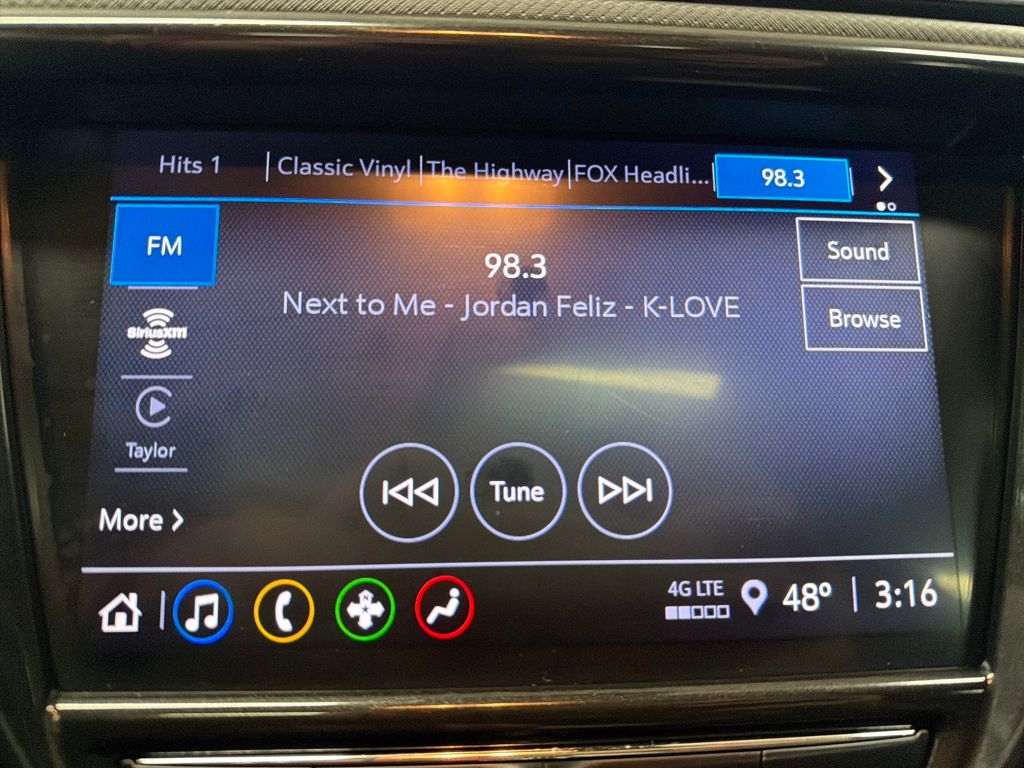 Hits 1 | Classic Vinyl | The Highway | FOX Headli... 98.3
FM
98.3
Sound
Next to Me - Jordan Feliz - K-LOVE
Browse
SiriusXM
Taylor
Tune
More >
N
4G LTE 48° | 3:16